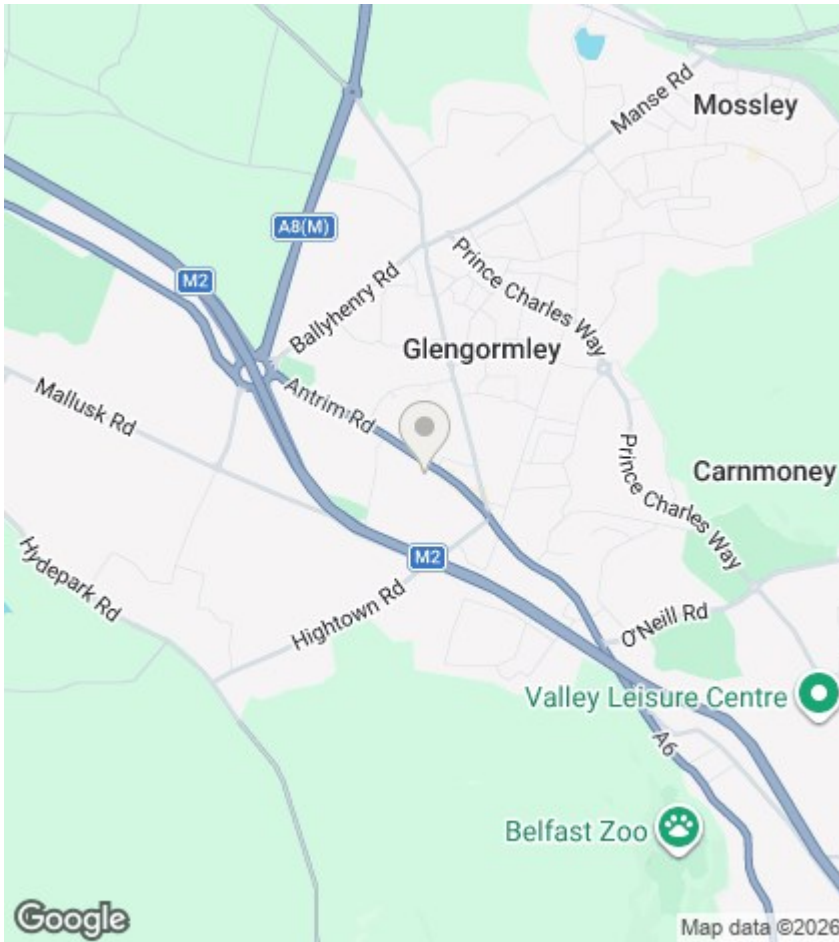 Manse Rd
Mossley
A8(M)
Prince Charles Way
M2
Ballyhenry Rd
Glengormley
Antrim Rd
Mallusk Rd
Prince Charles Way
Carnmoney
Hydepark Rd
M2
Hightown Rd
O'Neill Rd
Valley Leisure Centre
A6
Belfast Zoo
Google
Map data ©2026